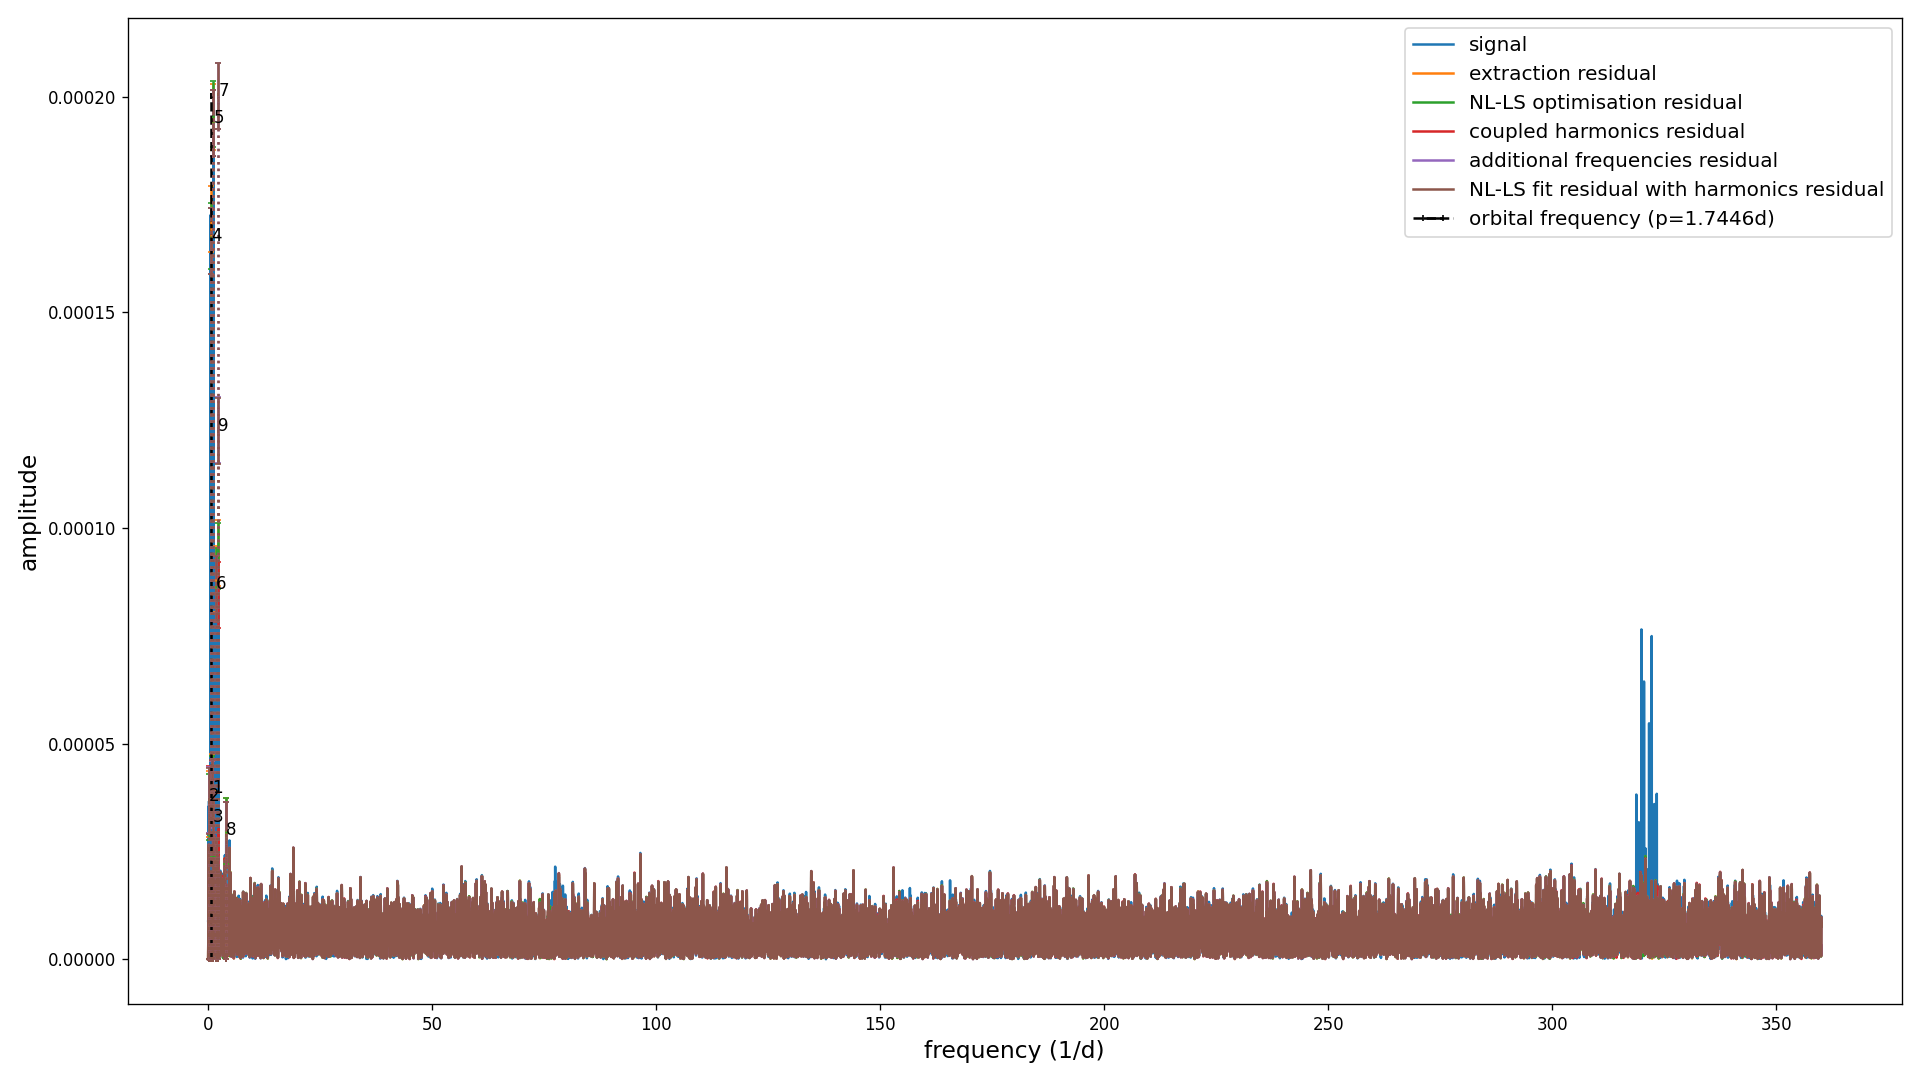 signal
extraction residual
NL-LS optimisation residual
coupled harmonics residual
additional frequencies residual
NL-LS fit residual with harmonics residual
orbital frequency (p=1.7446d)
0.00020
0.00015
0.00010
0.00005
0.00000
amplitude
7
5
4
9
6
1
2
3
8
0
50
100
150
200
250
300
350
frequency (1/d)